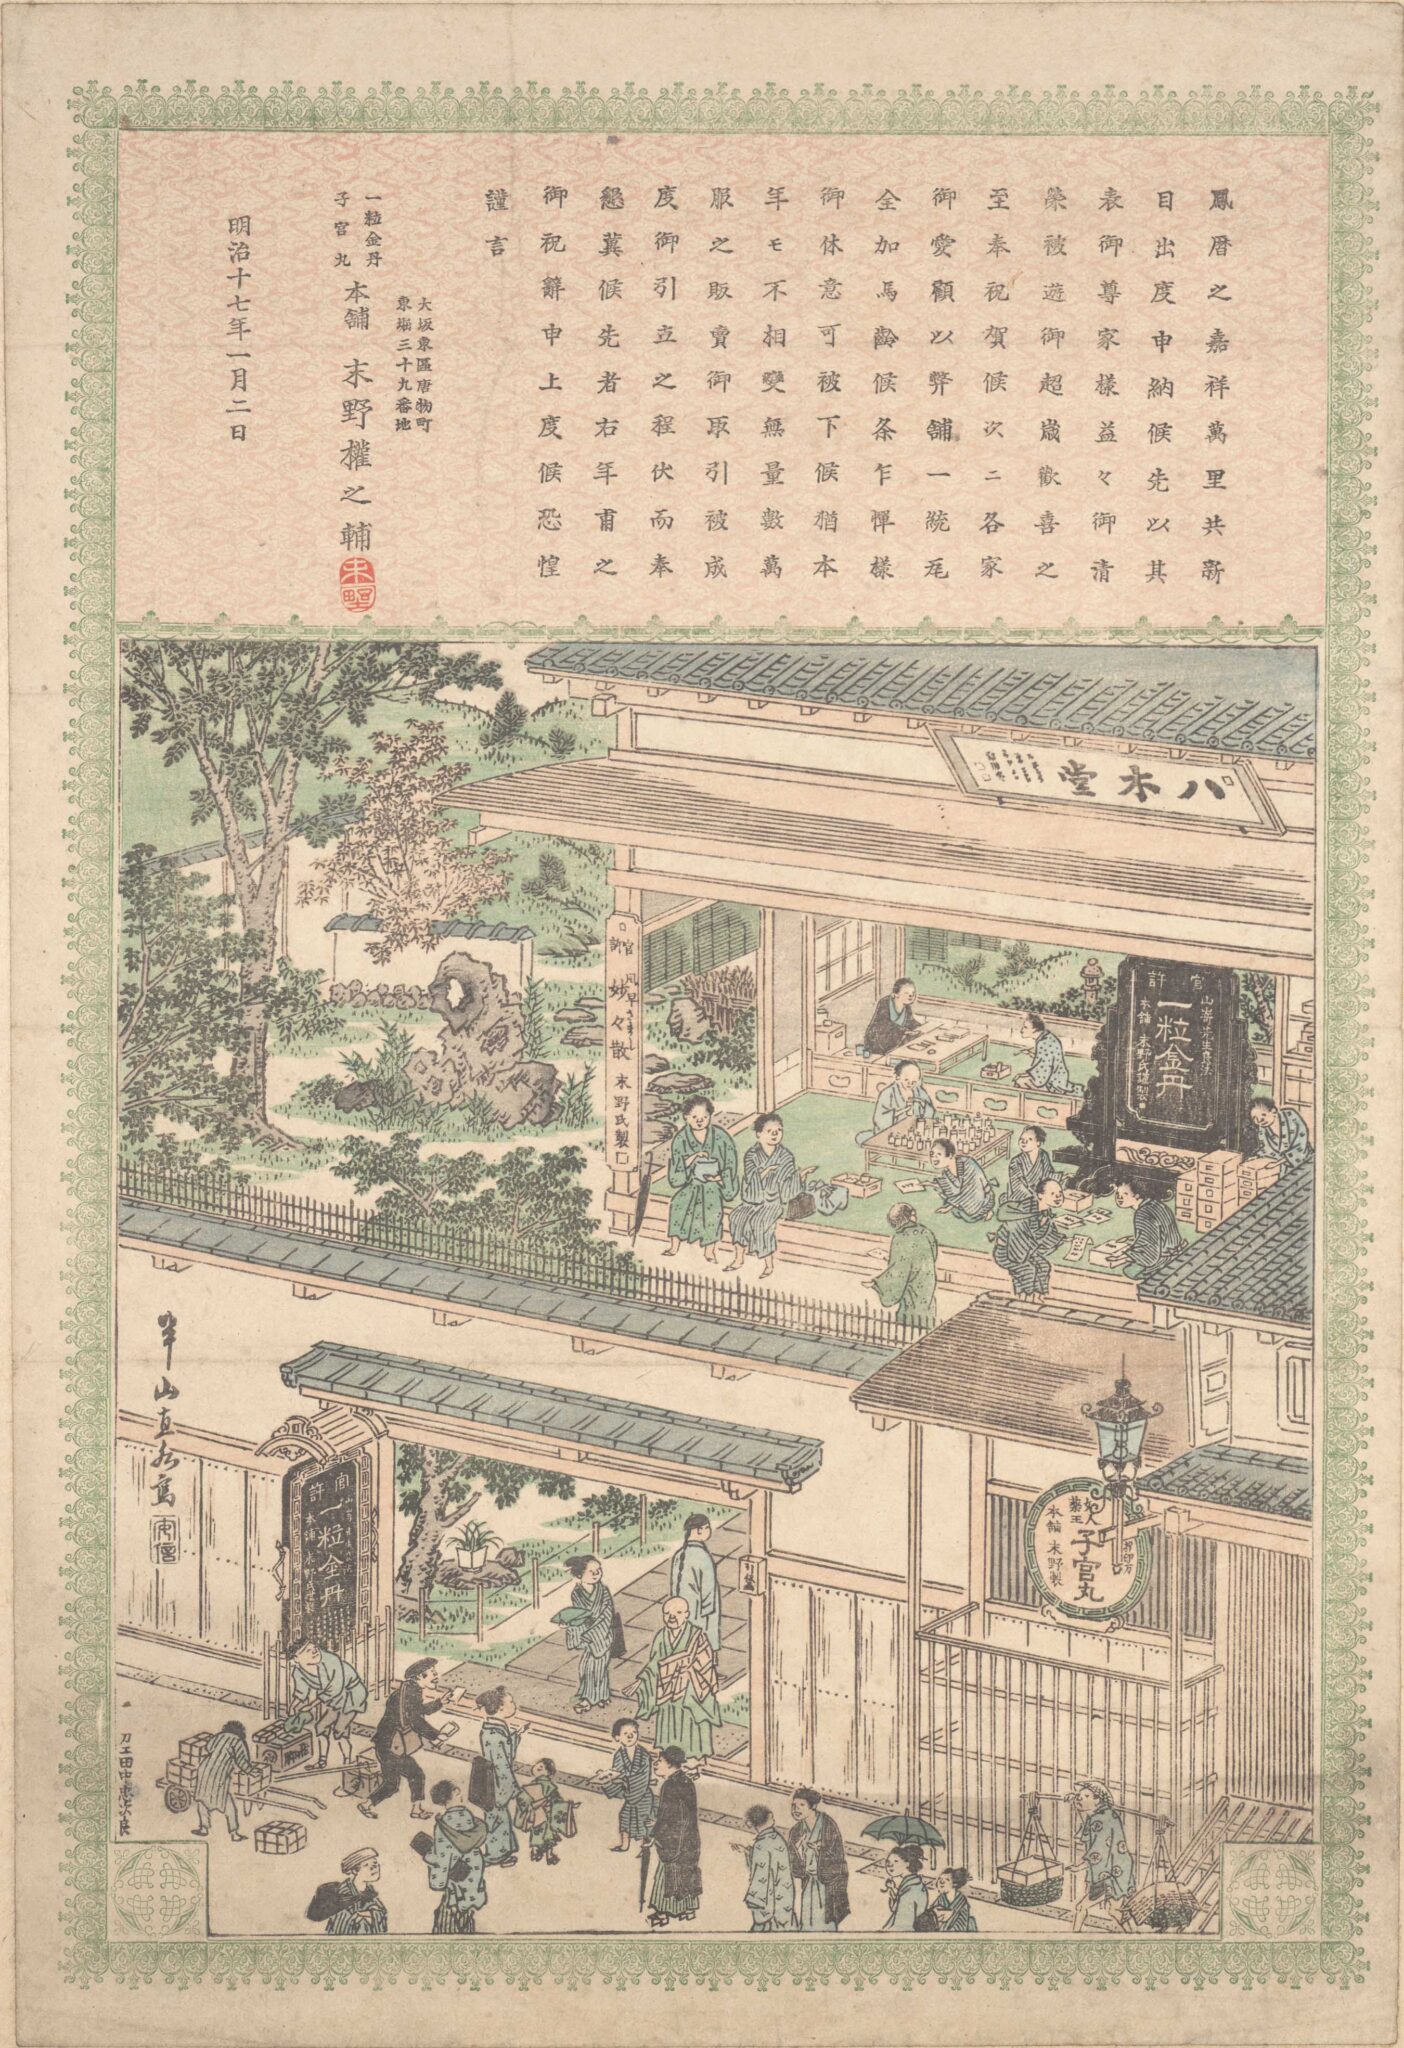 鳳暦之嘉祥萬里共新
目出度申納候先以其
表御尊家様益々御清
榮被遊御超歳歡喜之
至奉祝賀候次ニ各家
御愛顧以弊舗一統无
全加馬齢候条乍憚様
御休意可被下候猶本
年モ不相變無量數萬
服之販賣御取引被成
度御引立之程伏而奉
懇冀候先者右年甫之
御祝辭申上度候恐惶
謹言
大坂東區唐物町
東堀三十九番地
一粒金丹
子宮丸
本舗 末野權之輔
末野
明治十七年一月二日
八木堂
官許
一粒金丹
本舗 末野氏謹製
官許
妙々散
末野氏製
官許
一粒金丹
婦人薬王
子宮丸
本舗 末野製
半山直水寫
刀工田中